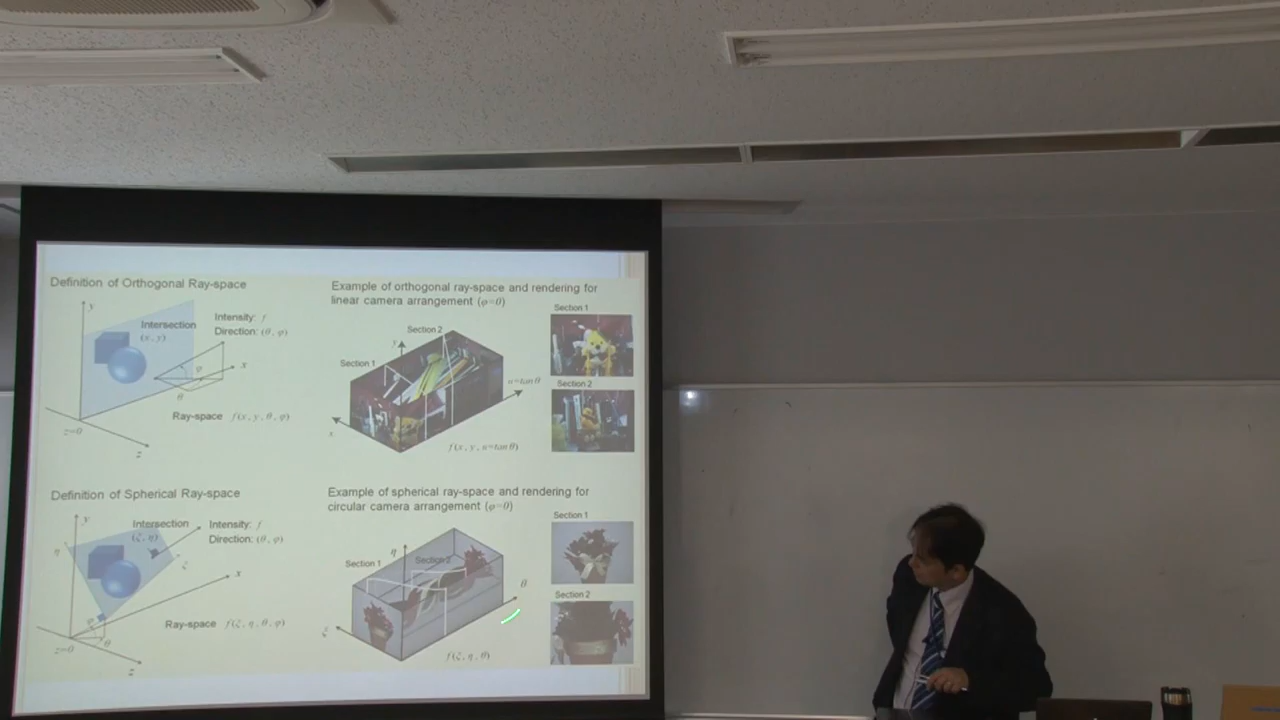 Definition of Orthogonal Ray-space
y
Intersection
(x, y)
Intensity: f
Direction: (θ, φ)
φ
x
θ
Ray-space f(x, y, θ, φ)
z=0
z
Example of orthogonal ray-space and rendering for
linear camera arrangement (φ=0)
Section 1
Section 2
Section 2
y
Section 1
u=tanθ
x
f(x, y, u=tanθ)
Definition of Spherical Ray-space
y
Intersection
(ξ, η)
Intensity: f
Direction: (θ, φ)
η
ξ
x
φ
θ
Ray-space f(ξ, η, θ, φ)
z=0
z
Example of spherical ray-space and rendering for
circular camera arrangement (φ=0)
Section 1
Section 2
η
Section 1
Section 2
θ
ξ
f(ξ, η, θ)